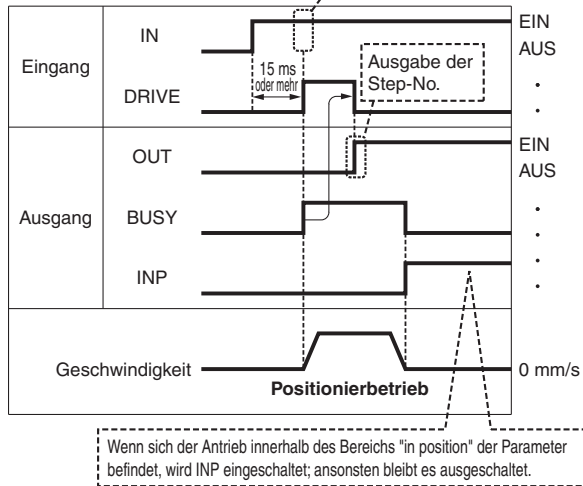 IN
EIN
AUS
Eingang
15 ms
oder mehr
Ausgabe der
Step-No.
DRIVE
OUT
EIN
AUS
Ausgang
BUSY
INP
Geschwindigkeit
0 mm/s
Positionierbetrieb
Wenn sich der Antrieb innerhalb des Bereichs "in position" der Parameter
befindet, wird INP eingeschaltet; ansonsten bleibt es ausgeschaltet.